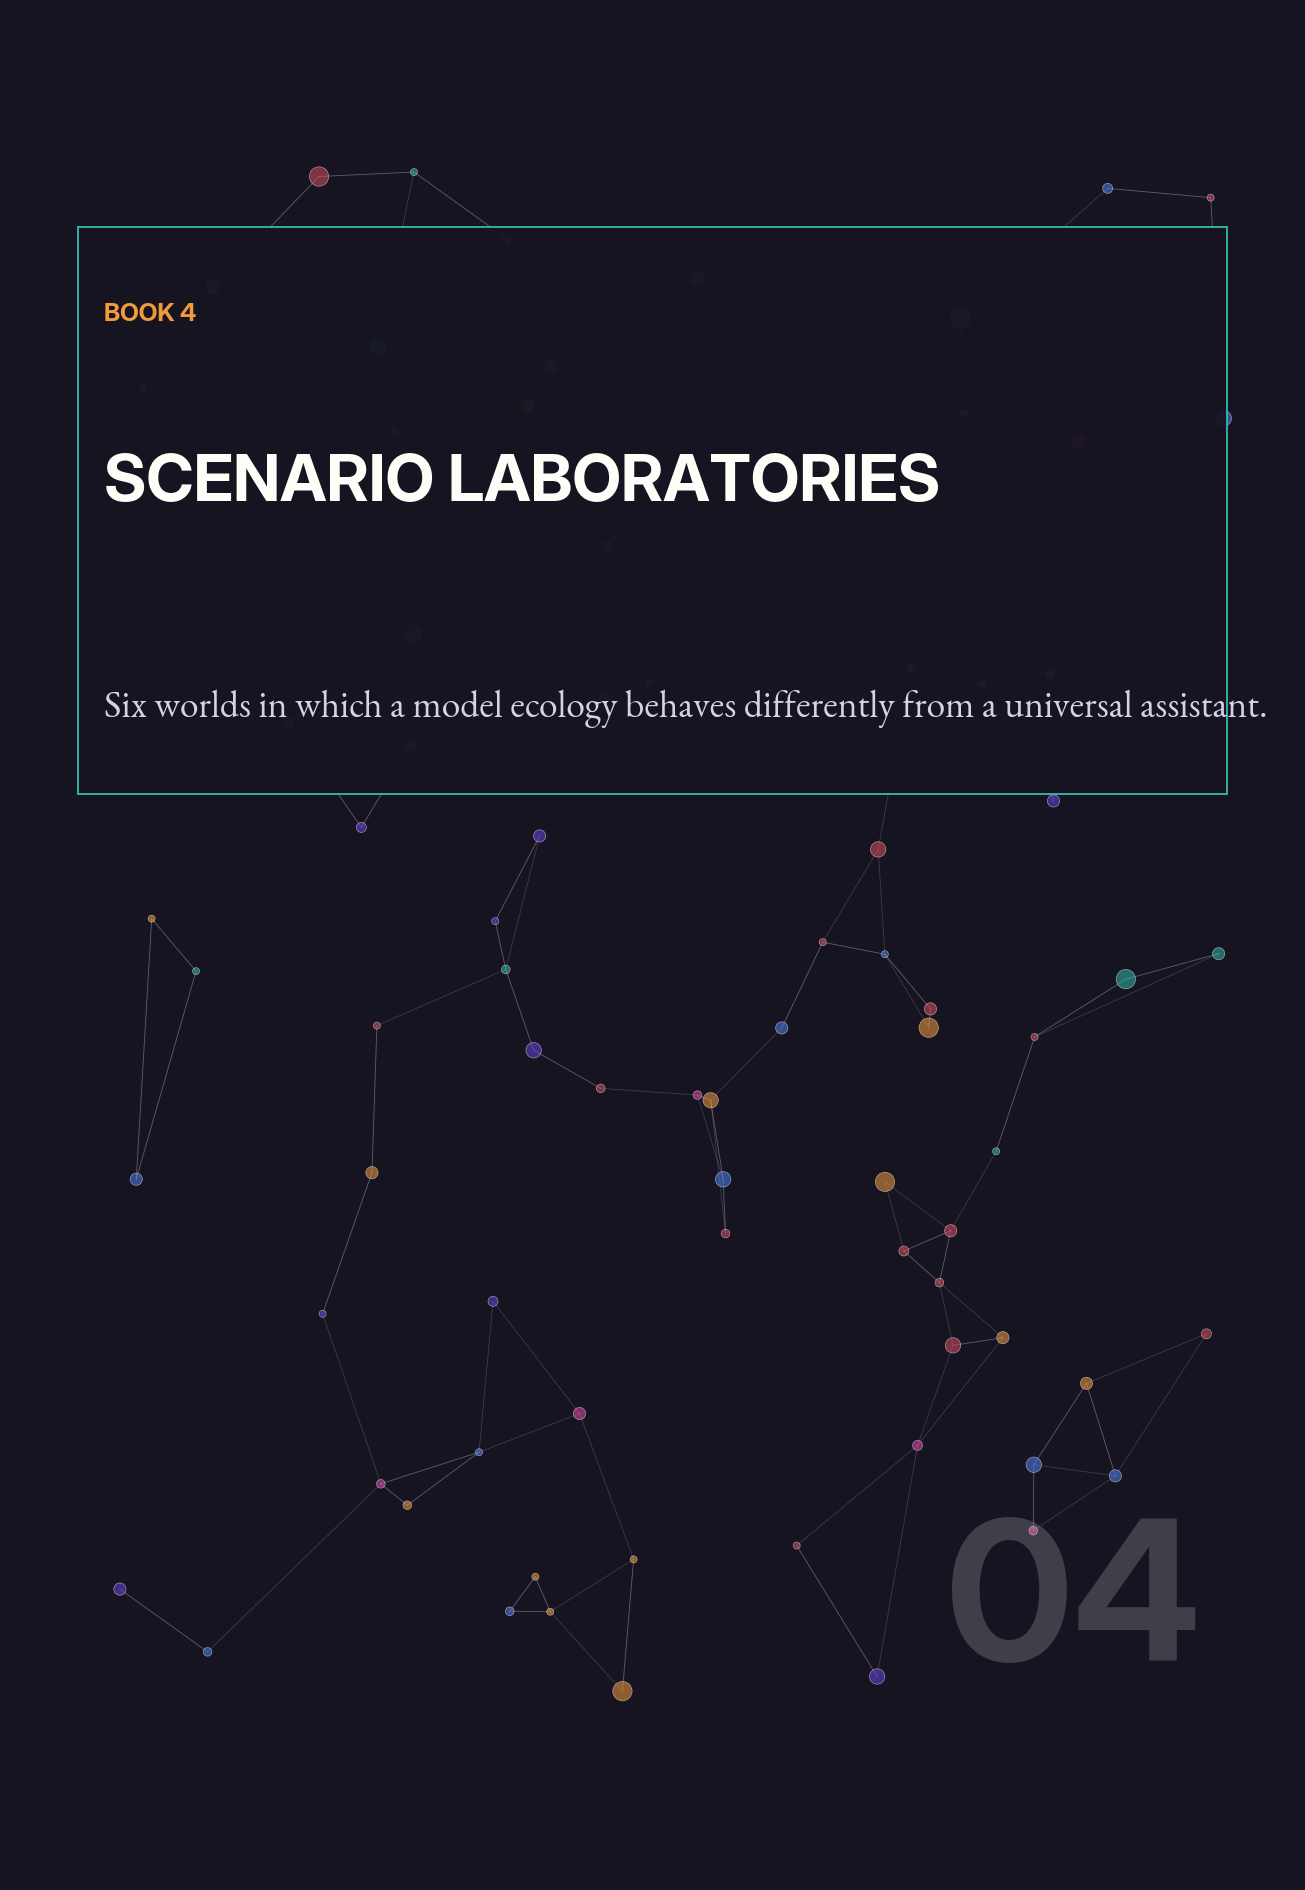 BOOK 4
SCENARIO LABORATORIES
Six worlds in which a model ecology behaves differently from a universal assistant.
04